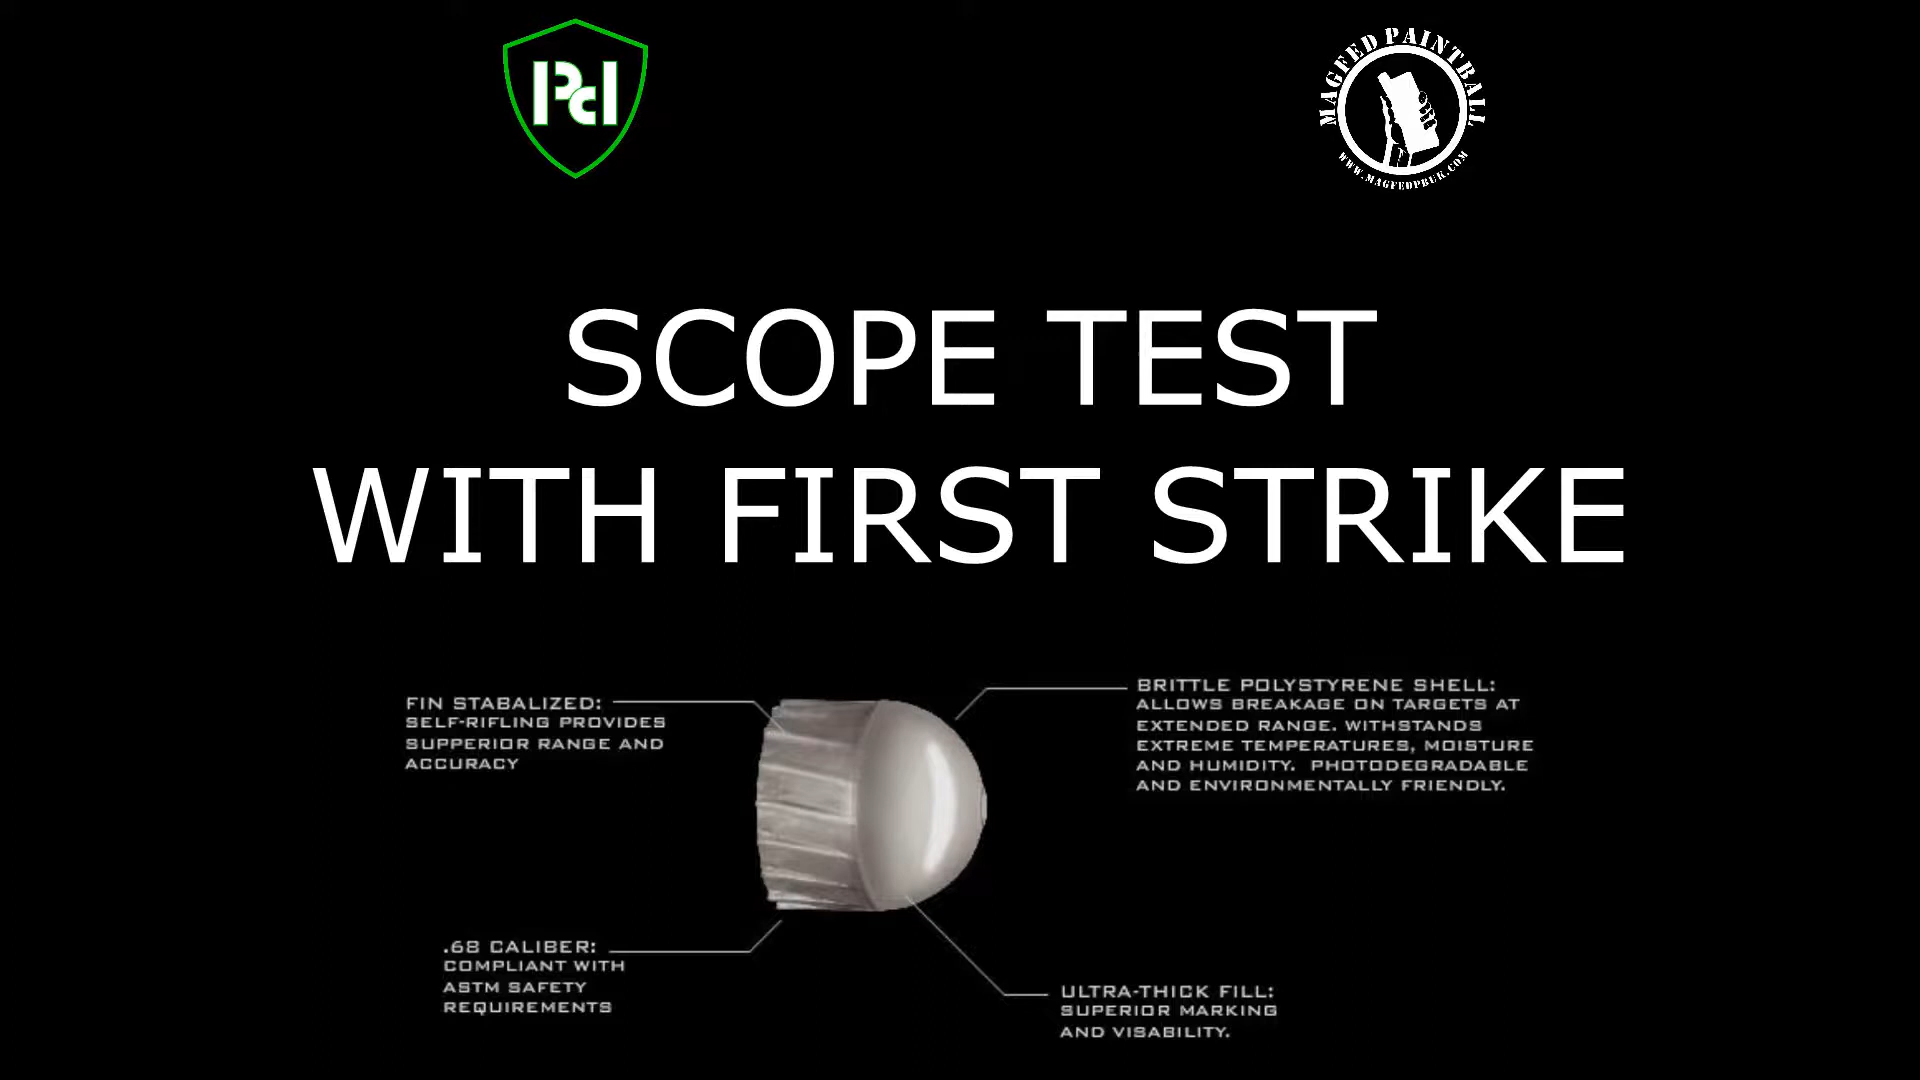 Pd
MAGFED PAINTBALL
WWW.MAGFEDPBUK.COM
SCOPE TEST
WITH FIRST STRIKE
FIN STABALIZED:
SELF-RIFLING PROVIDES
SUPPERIOR RANGE AND
ACCURACY
BRITTLE POLYSTYRENE SHELL:
ALLOWS BREAKAGE ON TARGETS AT
EXTENDED RANGE. WITHSTANDS
EXTREME TEMPERATURES, MOISTURE
AND HUMIDITY. PHOTODEGRADABLE
AND ENVIRONMENTALLY FRIENDLY.
.68 CALIBER:
COMPLIANT WITH
ASTM SAFETY
REQUIREMENTS
ULTRA-THICK FILL:
SUPERIOR MARKING
AND VISABILITY.